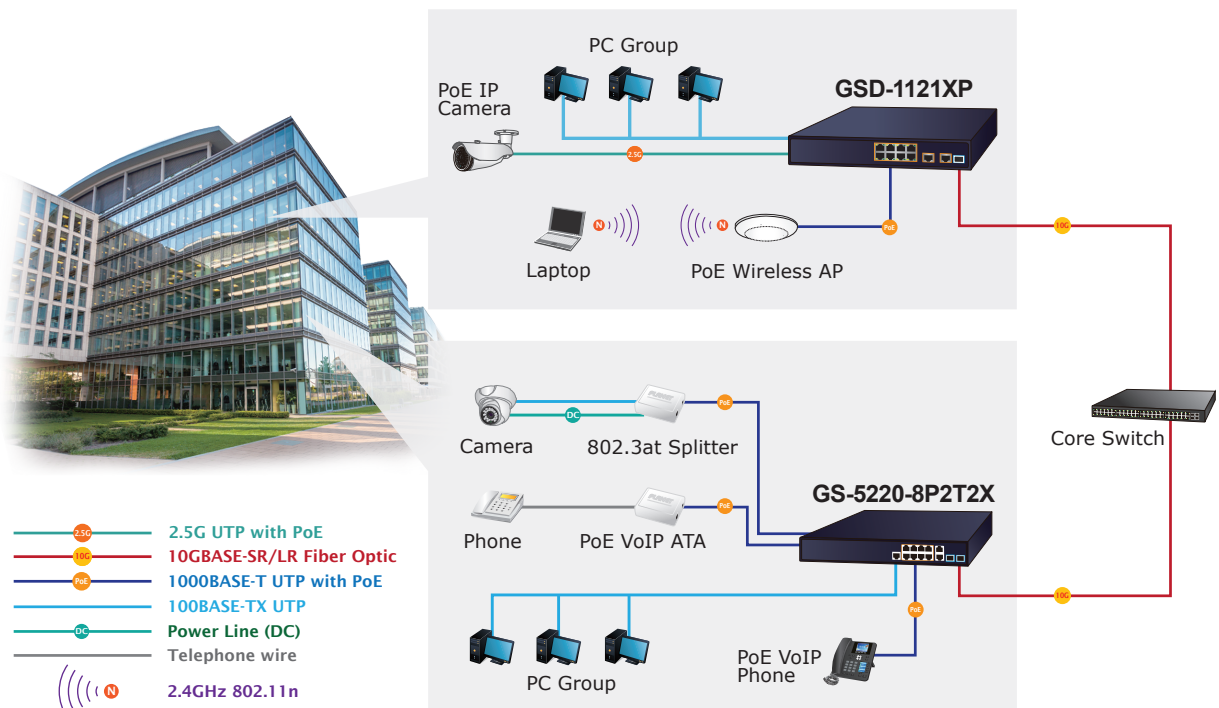 PC Group
PoE IP
Camera
GSD-1121XP
2.5G
N
N
PoE
10G
Laptop
PoE Wireless AP
DC
PoE
Camera
802.3at Splitter
Core Switch
GS-5220-8P2T2X
PoE
Phone
PoE VoIP ATA
10G
PoE
PC Group
PoE VoIP
Phone
2.5G
2.5G UTP with PoE
10G
10GBASE-SR/LR Fiber Optic
PoE
1000BASE-T UTP with PoE
100BASE-TX UTP
DC
Power Line (DC)
Telephone wire
N
2.4GHz 802.11n